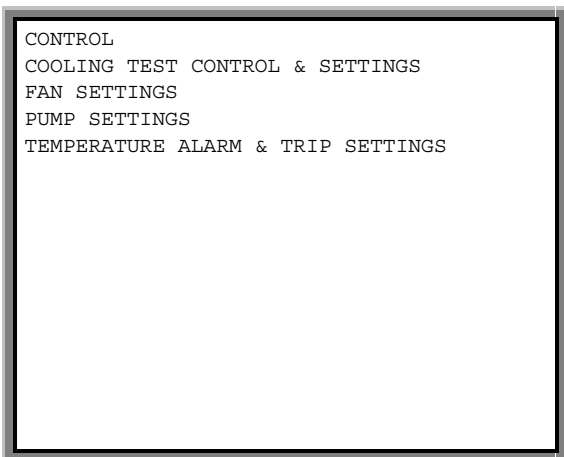 CONTROL
COOLING TEST CONTROL & SETTINGS
FAN SETTINGS
PUMP SETTINGS
TEMPERATURE ALARM & TRIP SETTINGS